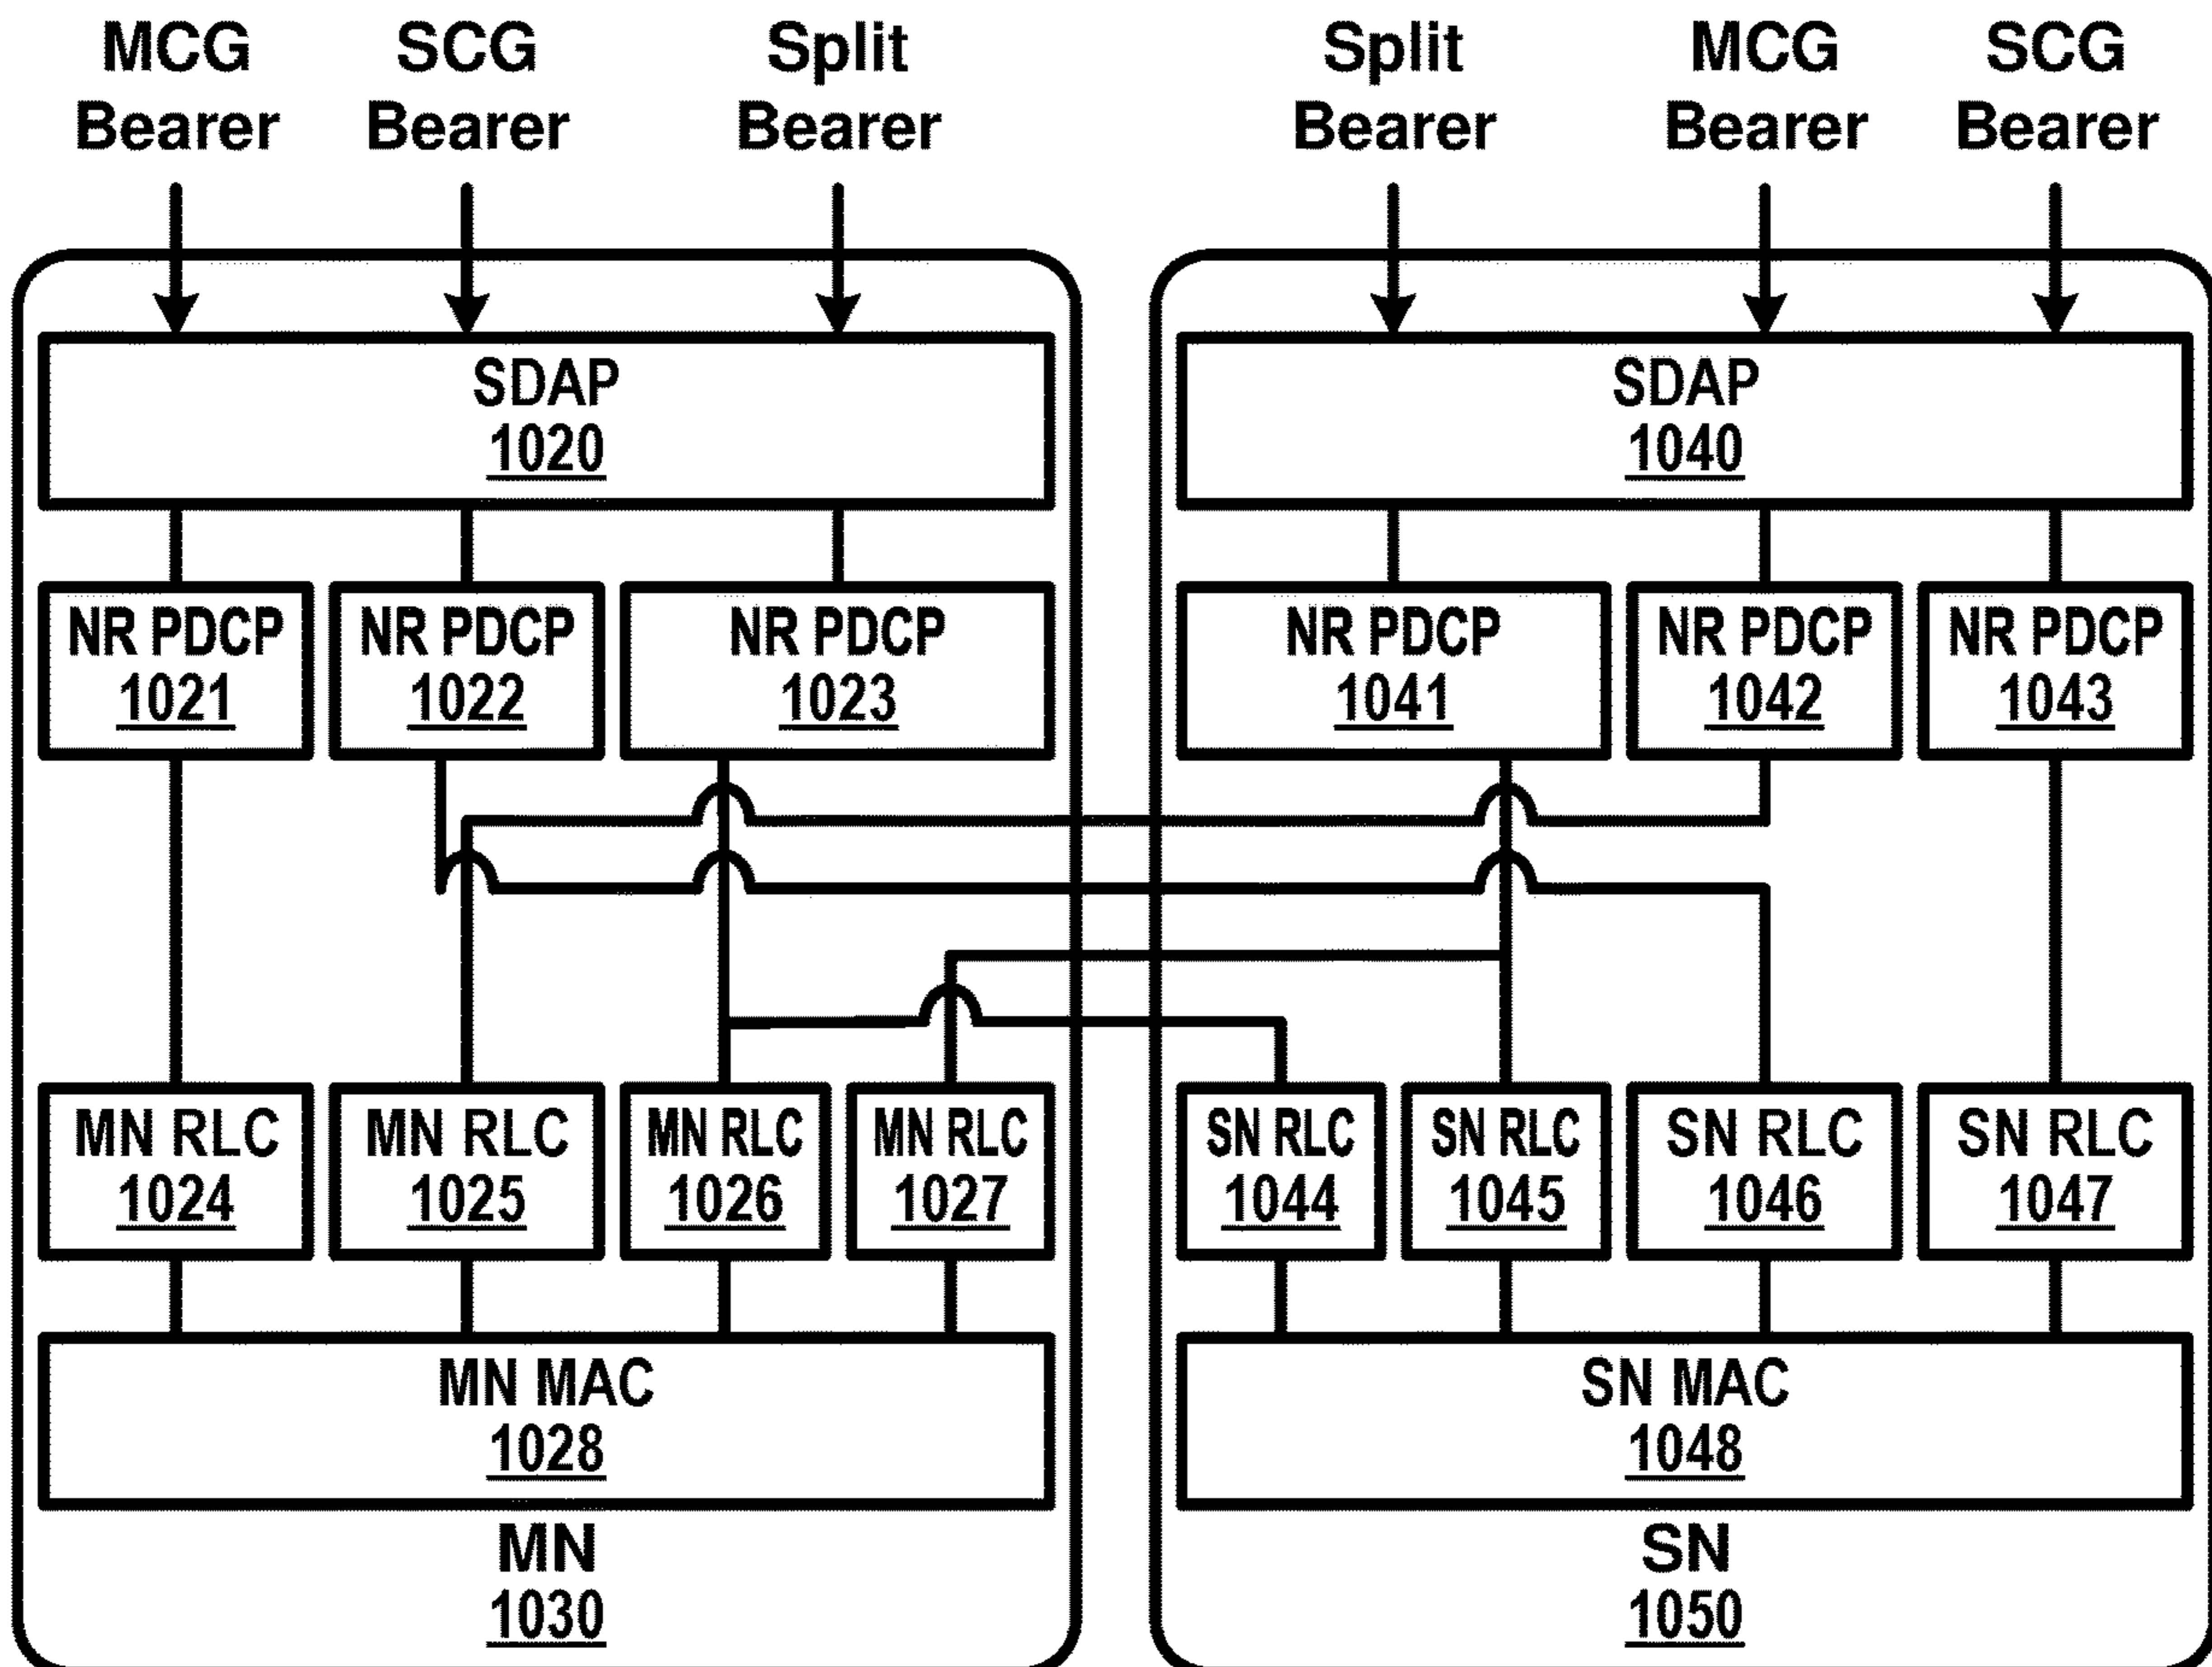 MCG Bearer
SCG Bearer
Split Bearer
Split Bearer
MCG Bearer
SCG Bearer
SDAP
1020
SDAP
1040
NR PDCP
1021
NR PDCP
1022
NR PDCP
1023
NR PDCP
1041
NR PDCP
1042
NR PDCP
1043
MN RLC
1024
MN RLC
1025
MN RLC
1026
MN RLC
1027
SN RLC
1044
SN RLC
1045
SN RLC
1046
SN RLC
1047
MN MAC
1028
SN MAC
1048
MN
1030
SN
1050